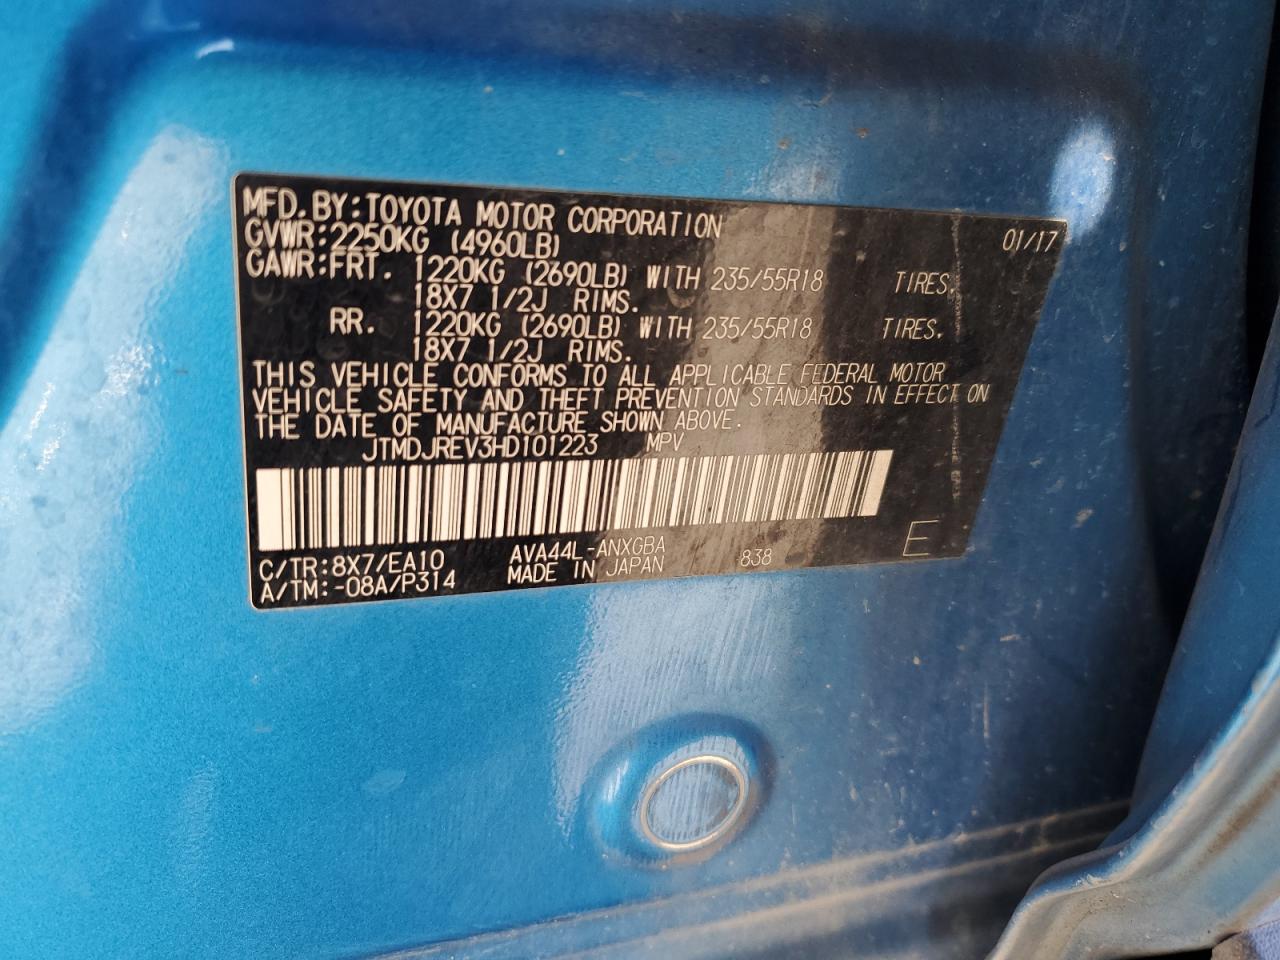 MFD. BY: TOYOTA MOTOR CORPORATION 01/17
GVWR: 2250KG (4960LB)
GAWR: FRT. 1220KG (2690LB) WITH 235/55R18 TIRES.
18X7 1/2J RIMS.
RR. 1220KG (2690LB) WITH 235/55R18 TIRES.
18X7 1/2J RIMS.
THIS VEHICLE CONFORMS TO ALL APPLICABLE FEDERAL MOTOR
VEHICLE SAFETY AND THEFT PREVENTION STANDARDS IN EFFECT ON
THE DATE OF MANUFACTURE SHOWN ABOVE.
JTMDJREV3HD101223 MPV
C/TR: 8X7/EA10 AVA44L-ANXGBA 838 E
A/TM: -08A/P314 MADE IN JAPAN